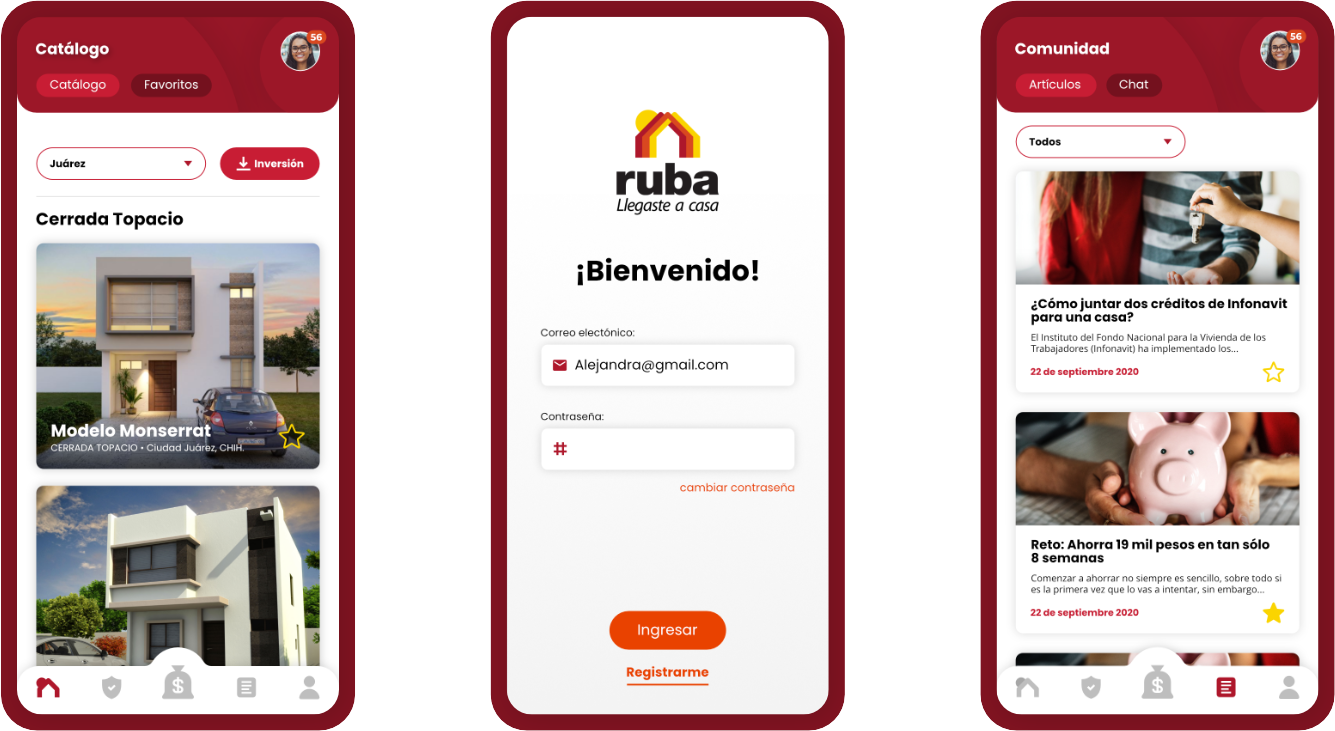 Catálogo
56
Catálogo
Favoritos
Juárez
Inversión
Cerrada Topacio
Modelo Monserrat
CERRADA TOPACIO • Ciudad Juárez, CHIH.
$
ruba
Llegaste a casa
¡Bienvenido!
Correo electónico:
Alejandra@gmail.com
Contraseña:
#
cambiar contraseña
Ingresar
Registrarme
Comunidad
56
Artículos
Chat
Todos
¿Cómo juntar dos créditos de Infonavit
para una casa?
El Instituto del Fondo Nacional para la Vivienda de los
Trabajadores (Infonavit) ha implementado los...
22 de septiembre 2020
Reto: Ahorra 19 mil pesos en tan sólo
8 semanas
Comenzar a ahorrar no siempre es sencillo, sobre todo si
es la primera vez que lo vas a intentar, sin embargo...
22 de septiembre 2020
$